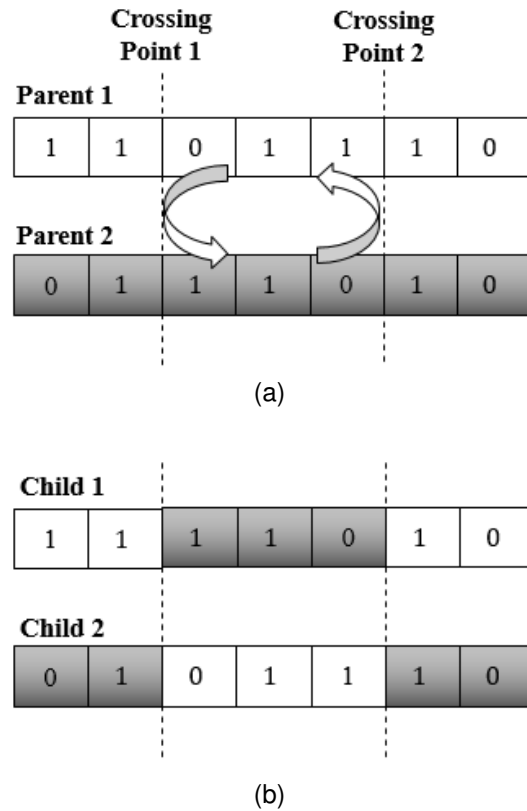 Crossing Crossing
Point 1 Point 2
Parent 1
1 1 0 1 1 1 0
Parent 2
0 1 1 1 0 1 0
(a)
Child 1
1 1 1 1 0 1 0
Child 2
0 1 0 1 1 1 0
(b)